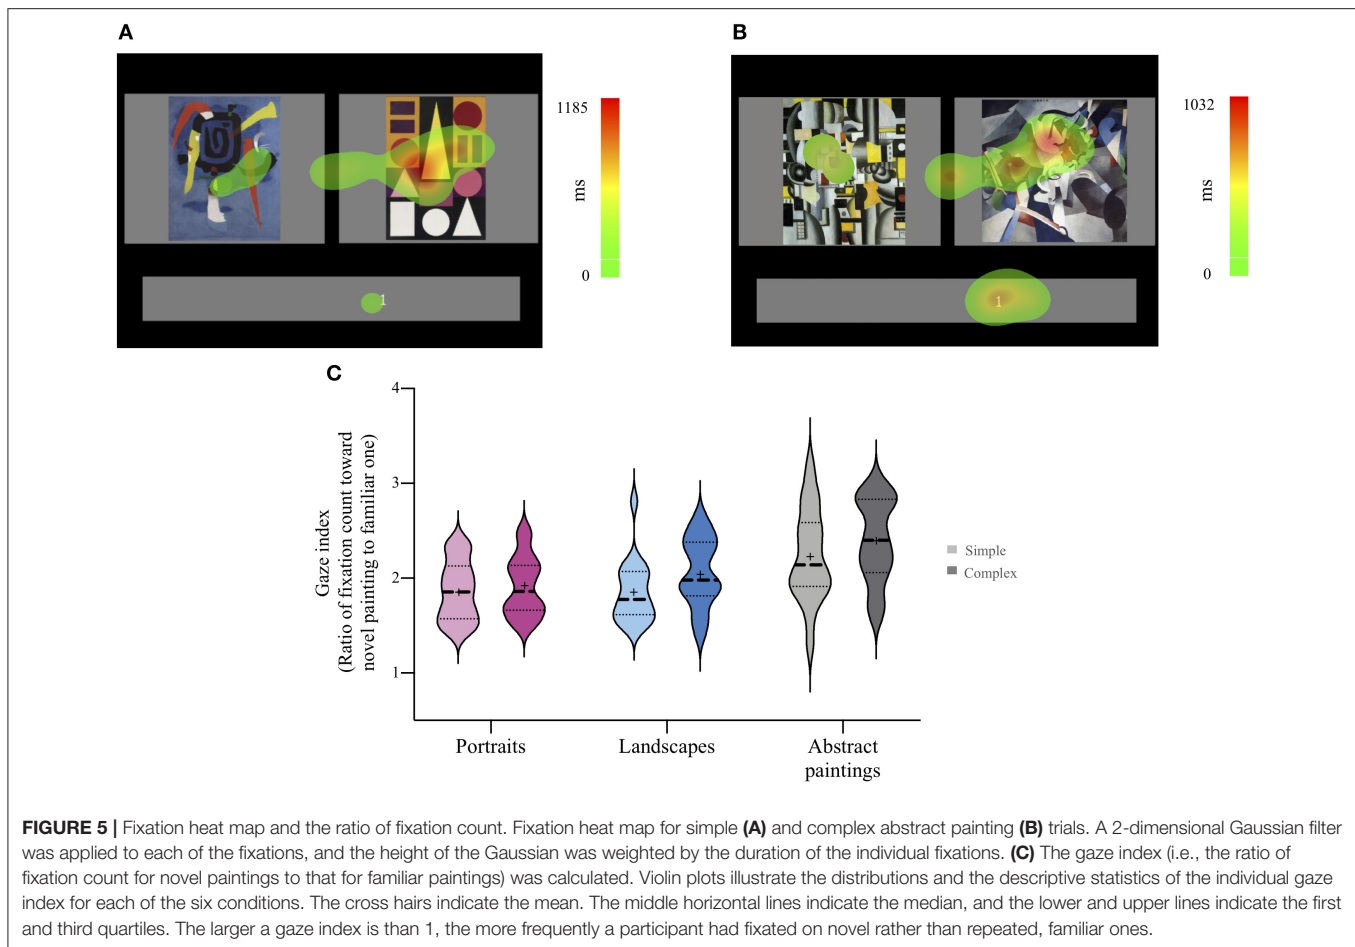 A
B
1185
ms
0
1
1032
ms
0
1
C
Gaze index
(Ratio of fixation count toward
novel painting to familiar one)
4
3
2
1
Simple
Complex
Portraits
Landscapes
Abstract
paintings
FIGURE 5 | Fixation heat map and the ratio of fixation count. Fixation heat map for simple (A) and complex abstract painting (B) trials. A 2-dimensional Gaussian filter
was applied to each of the fixations, and the height of the Gaussian was weighted by the duration of the individual fixations. (C) The gaze index (i.e., the ratio of
fixation count for novel paintings to that for familiar paintings) was calculated. Violin plots illustrate the distributions and the descriptive statistics of the individual gaze
index for each of the six conditions. The cross hairs indicate the mean. The middle horizontal lines indicate the median, and the lower and upper lines indicate the first
and third quartiles. The larger a gaze index is than 1, the more frequently a participant had fixated on novel rather than repeated, familiar ones.